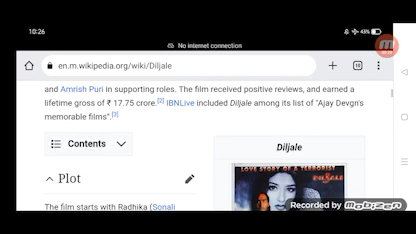 10:26
43%
No internet connection
en.m.wikipedia.org/wiki/Diljale
10
and Amrish Puri in supporting roles. The film received positive reviews, and earned a
lifetime gross of ₹ 17.75 crore.[2] IBNLive included Diljale among its list of "Ajay Devgn's
memorable films".[3]
Contents
Diljale
Plot
LOVE STORY OF A TERRORIST
The film starts with Radhika (Sonali
Recorded by mobizen